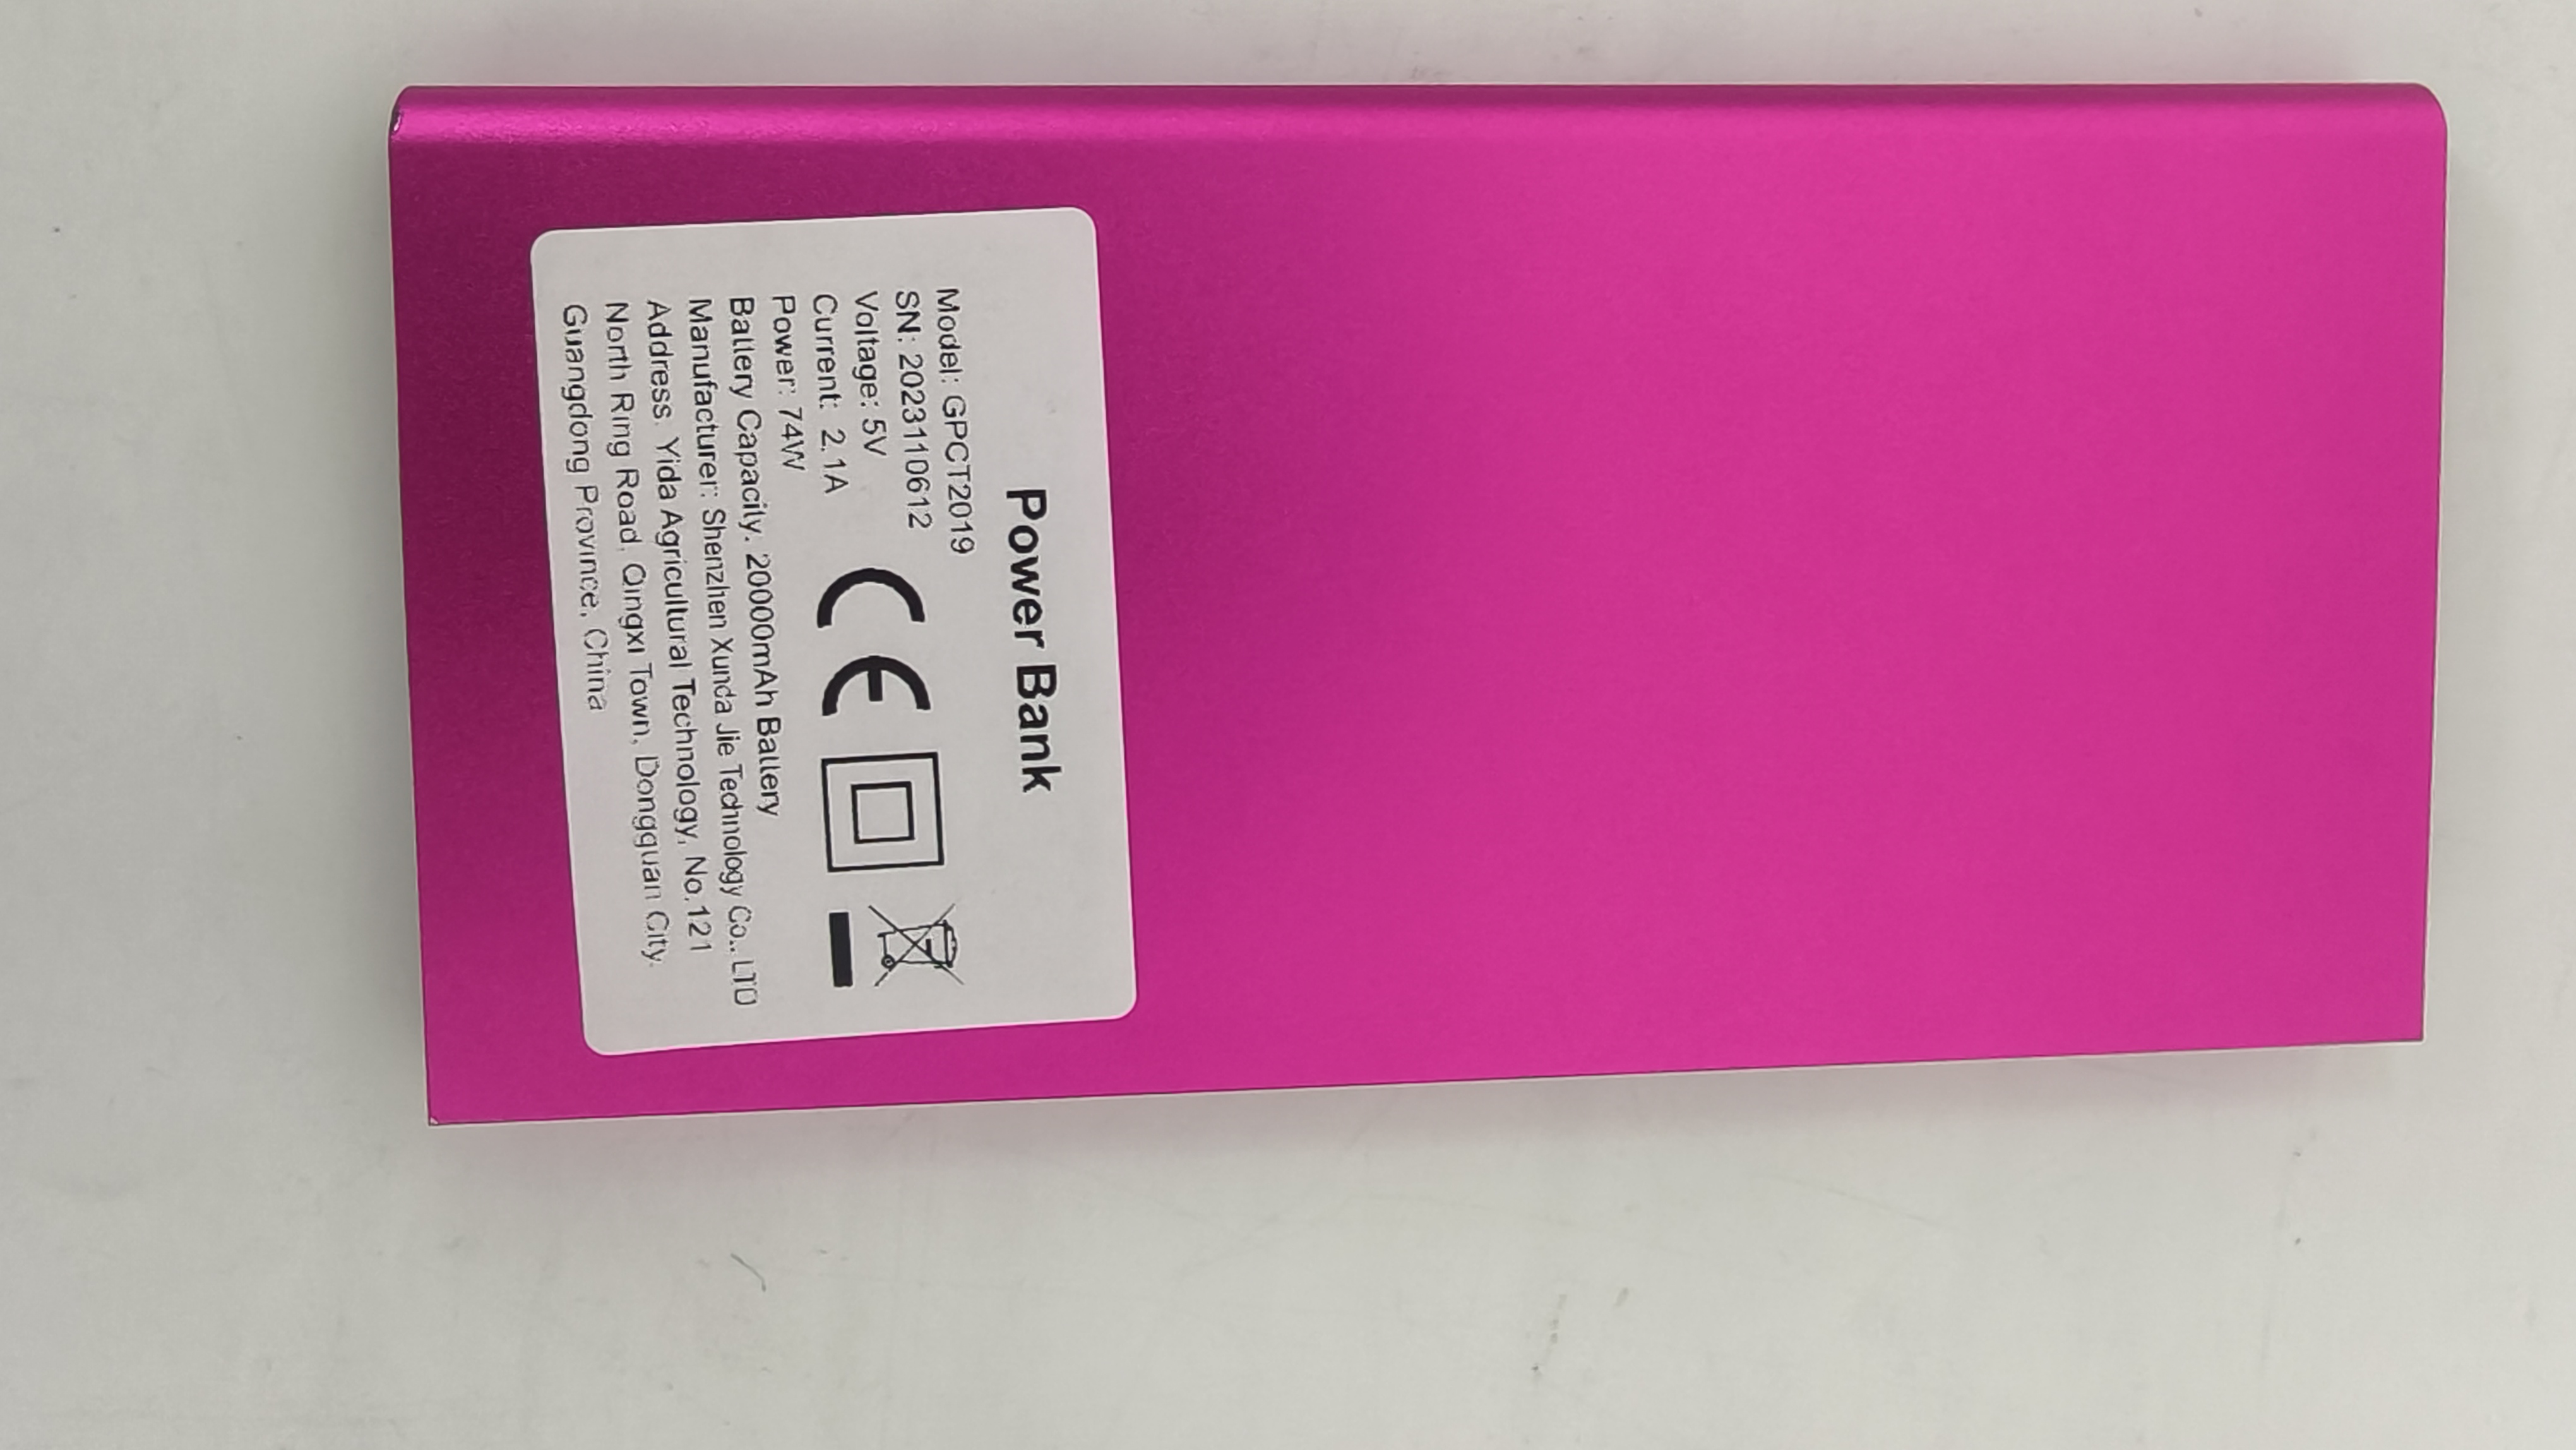 Power Bank
Model: GPCT2019
SN: 2023110612
Voltage: 5V
Current: 2.1A
Power: 74W
CE
Battery Capacity: 20000mAh Battery
Manufacturer: Shenzhen Xunda Jie Technology Co., LTD
Address: Yida Agricultural Technology, No.121
North Ring Road, Qingxi Town, Dongguan City,
Guangdong Province, China